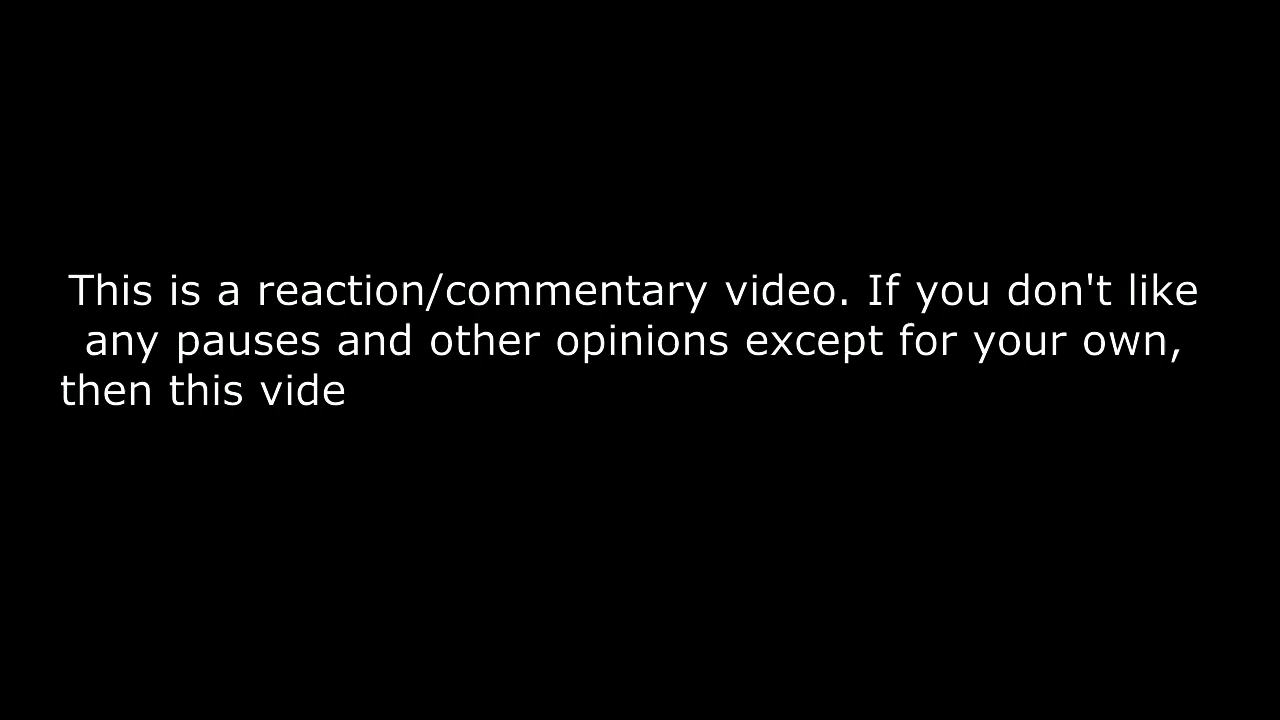 This is a reaction/commentary video. If you don't like
any pauses and other opinions except for your own,
then this vide